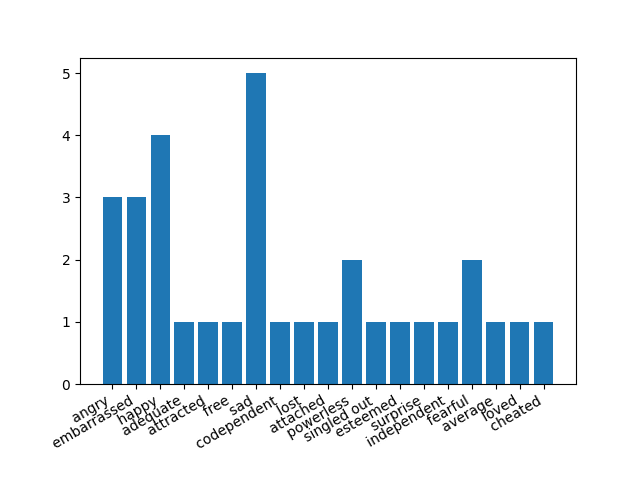 5
4
3
2
1
0
angry
embarrassed
happy
adequate
attracted
free
sad
codependent
lost
attached
powerless
singled out
esteemed
surprise
independent
fearful
average
loved
cheated